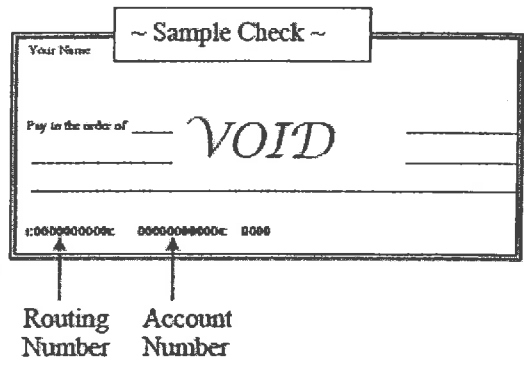 ~ Sample Check ~
Your Name
Pay to the order of
VOID
Routing Number
Account Number